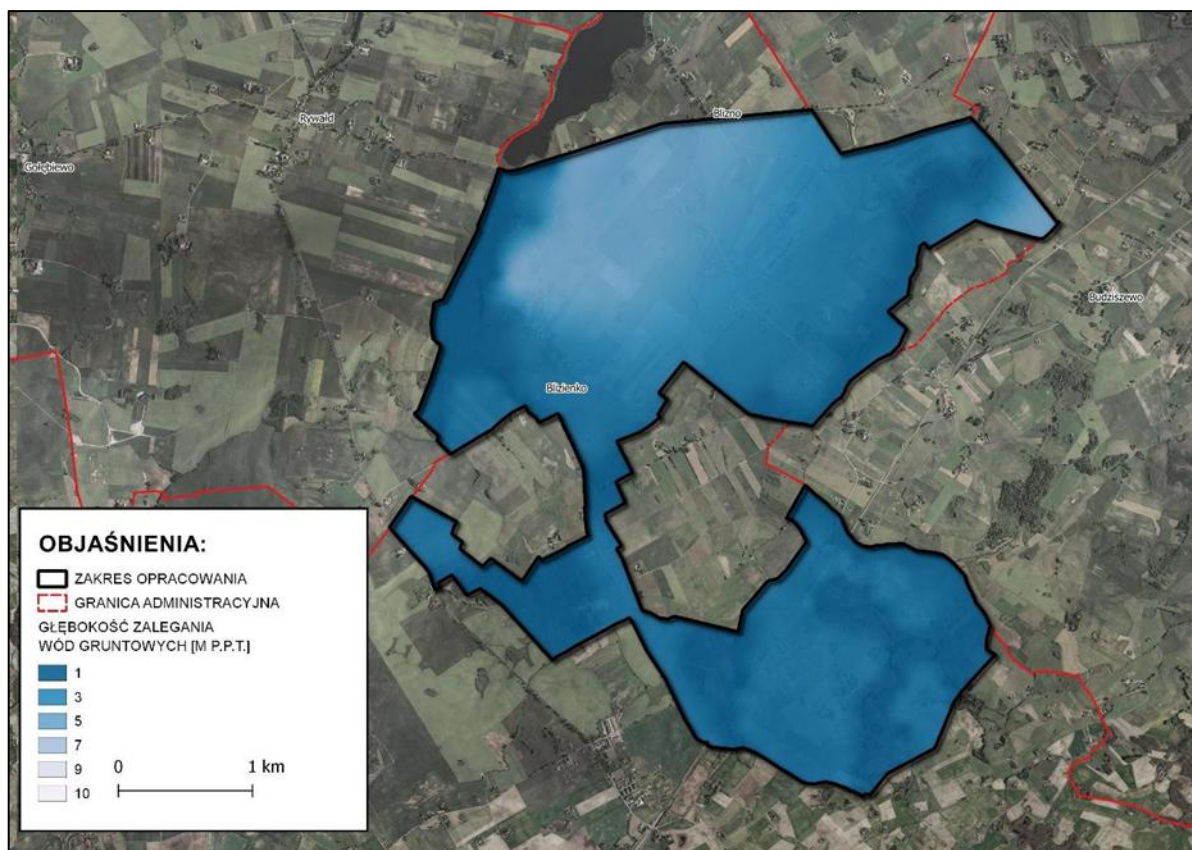 Blizno
Rywałd
Gołębiewo
Budziszewo
Blizienko
OBJAŚNIENIA:
ZAKRES OPRACOWANIA
GRANICA ADMINISTRACYJNA
GŁĘBOKOŚĆ ZALEGANIA
WÓD GRUNTOWYCH [M P.P.T.]
1
3
5
7
9
10
0 1 km